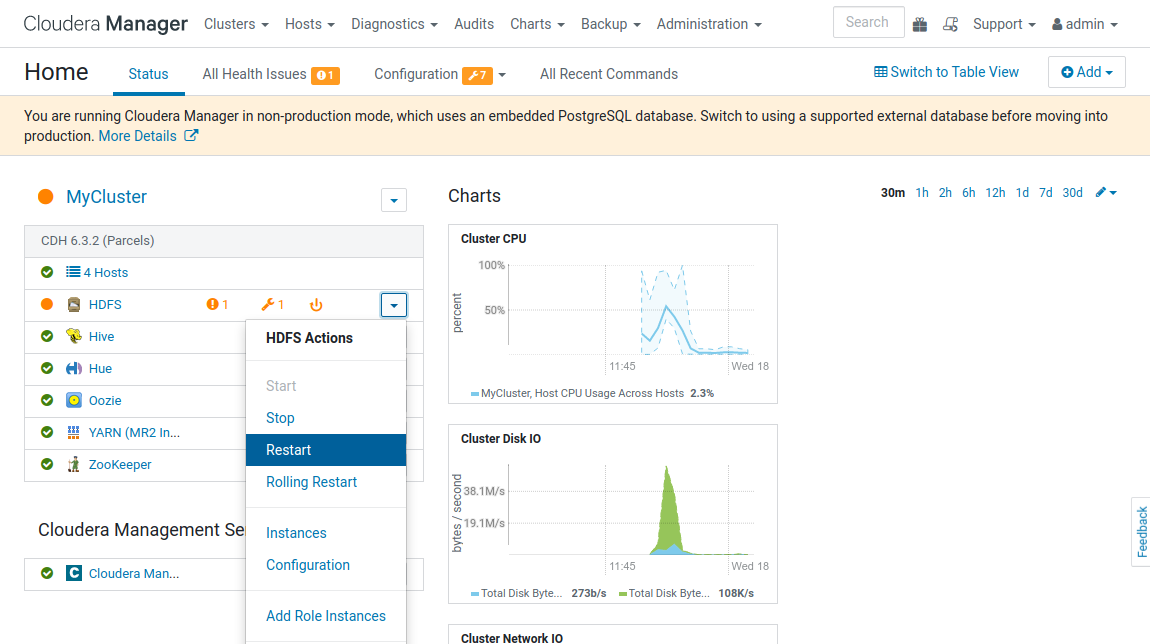 Cloudera Manager Clusters Hosts Diagnostics Audits Charts Backup Administration Search Support admin
Home Status All Health Issues 1 Configuration 7 All Recent Commands Switch to Table View Add
You are running Cloudera Manager in non-production mode, which uses an embedded PostgreSQL database. Switch to using a supported external database before moving into
production. More Details
MyCluster
CDH 6.3.2 (Parcels)
4 Hosts
HDFS 1 1
Hive
Hue
Oozie
YARN (MR2 In...
ZooKeeper
Cloudera Management Se
Cloudera Man...
HDFS Actions
Start
Stop
Restart
Rolling Restart
Instances
Configuration
Add Role Instances
Charts
30m 1h 2h 6h 12h 1d 7d 30d
Cluster CPU
percent
100%
50%
11:45 Wed 18
MyCluster, Host CPU Usage Across Hosts 2.3%
Cluster Disk IO
bytes / second
38.1M/s
19.1M/s
11:45 Wed 18
Total Disk Byte... 273b/s Total Disk Byte... 108K/s
Cluster Network IO
Feedback